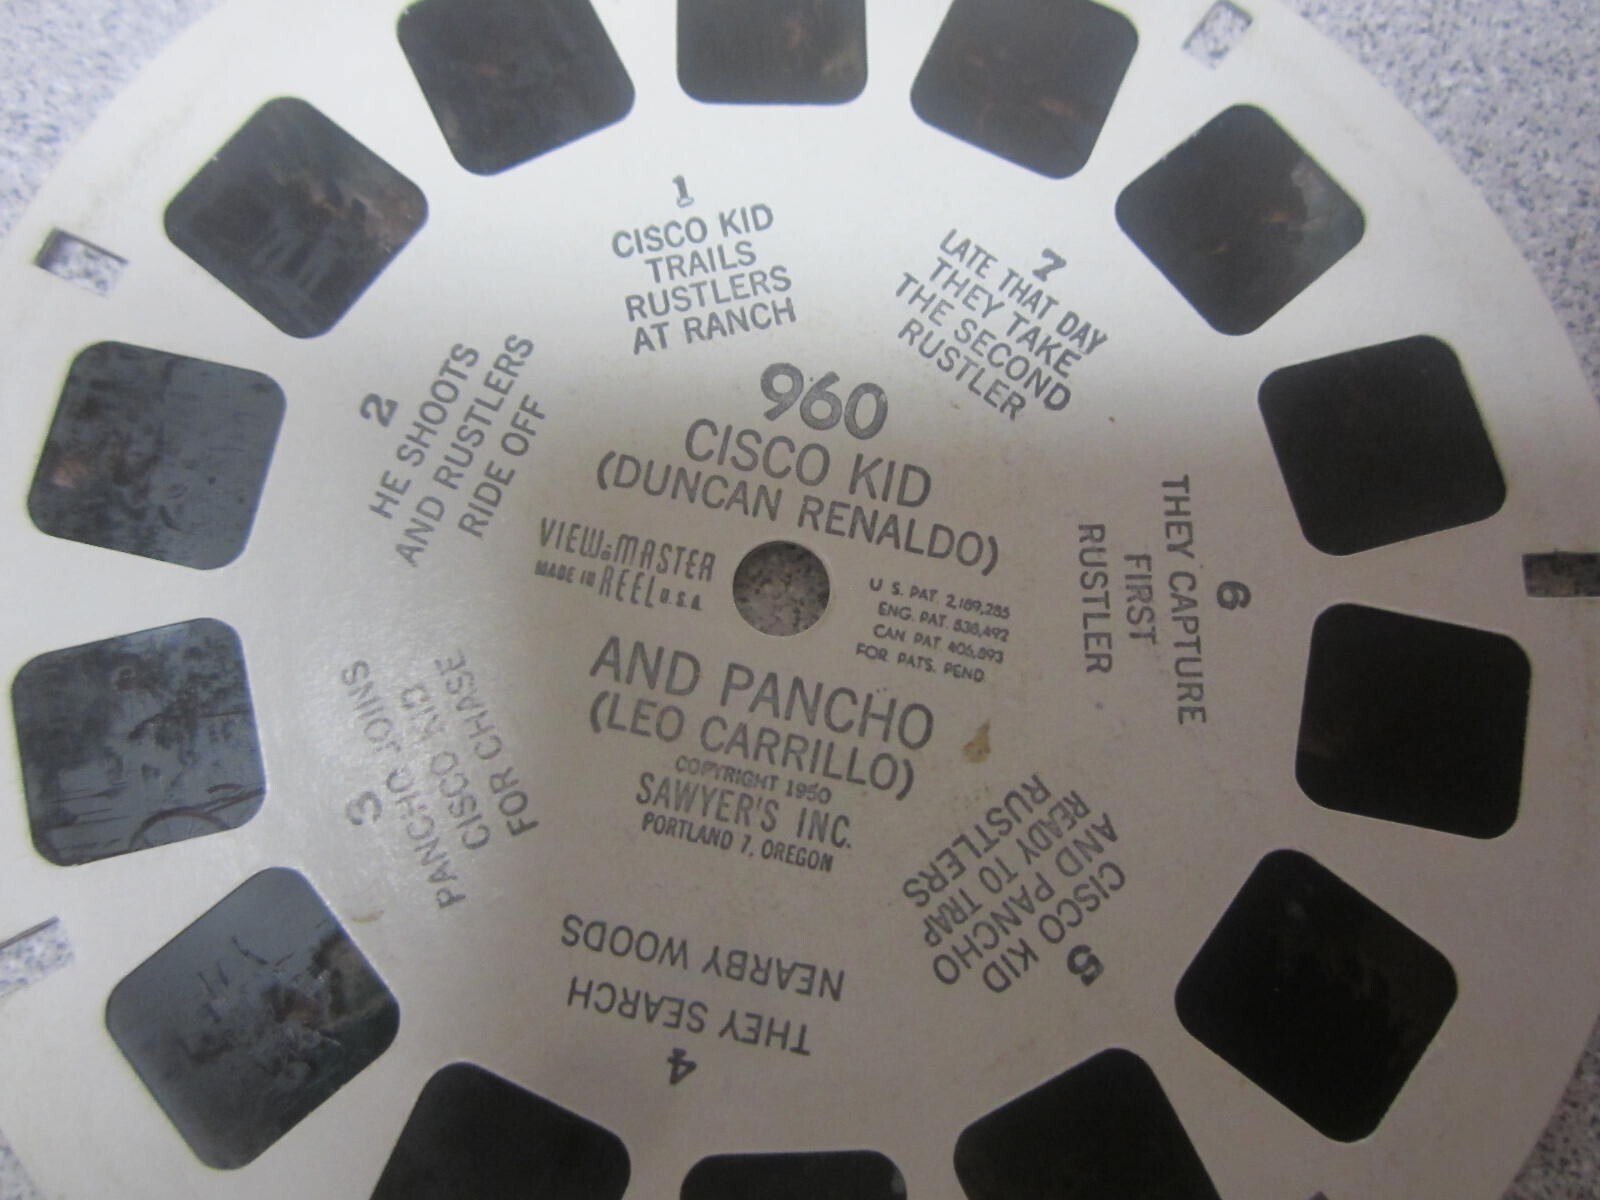 1
CISCO KID
TRAILS
RUSTLERS
AT RANCH
2
HE SHOOTS
AND RUSTLERS
RIDE OFF
3
PANCHO JOINS
CISCO KID
FOR CHASE
4
THEY SEARCH
NEARBY WOODS
5
CISCO KID
AND PANCHO
READY TO TRAP
RUSTLERS
6
THEY CAPTURE
FIRST
RUSTLER
7
LATE THAT DAY
THEY TAKE
THE SECOND
RUSTLER
960
CISCO KID
(DUNCAN RENALDO)
VIEW-MASTER
MADE IN REEL U.S.A.
U S. PAT. 2,189,285
ENG. PAT. 538,492
CAN PAT. 406,893
FOR. PATS. PEND
AND PANCHO
(LEO CARRILLO)
COPYRIGHT 1950
SAWYER'S INC.
PORTLAND 7, OREGON